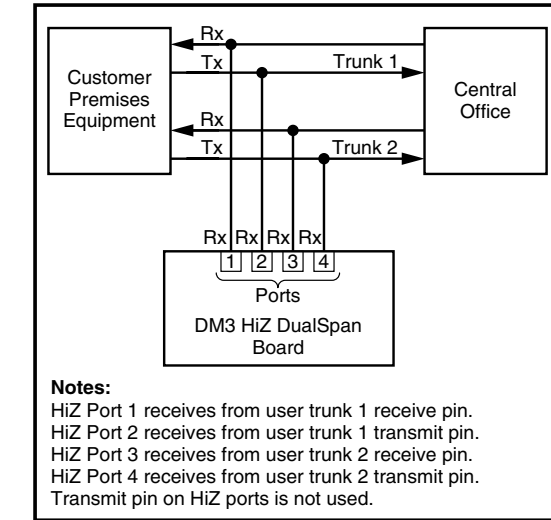 Rx
Tx
Trunk 1
Customer
Premises
Equipment
Central
Office
Rx
Tx
Trunk 2
Rx Rx Rx Rx
1 2 3 4
Ports
DM3 HiZ DualSpan
Board
Notes:
HiZ Port 1 receives from user trunk 1 receive pin.
HiZ Port 2 receives from user trunk 1 transmit pin.
HiZ Port 3 receives from user trunk 2 receive pin.
HiZ Port 4 receives from user trunk 2 transmit pin.
Transmit pin on HiZ ports is not used.